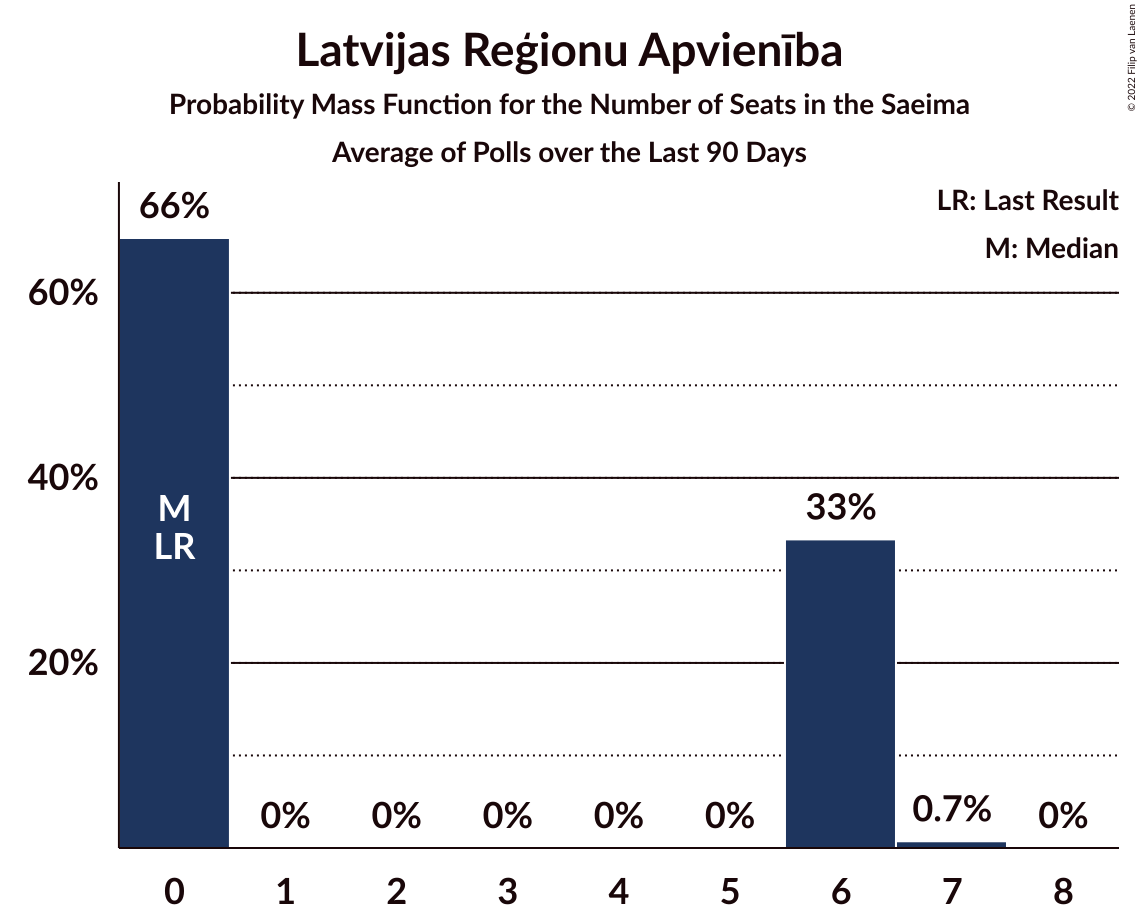 Latvijas Reģionu Apvienība
Probability Mass Function for the Number of Seats in the Saeima
Average of Polls over the Last 90 Days
© 2022 Filip van Laenen
LR: Last Result
M: Median
66%
60%
40%
20%
M
LR
0%
0%
0%
0%
0%
33%
0.7%
0%
0
1
2
3
4
5
6
7
8